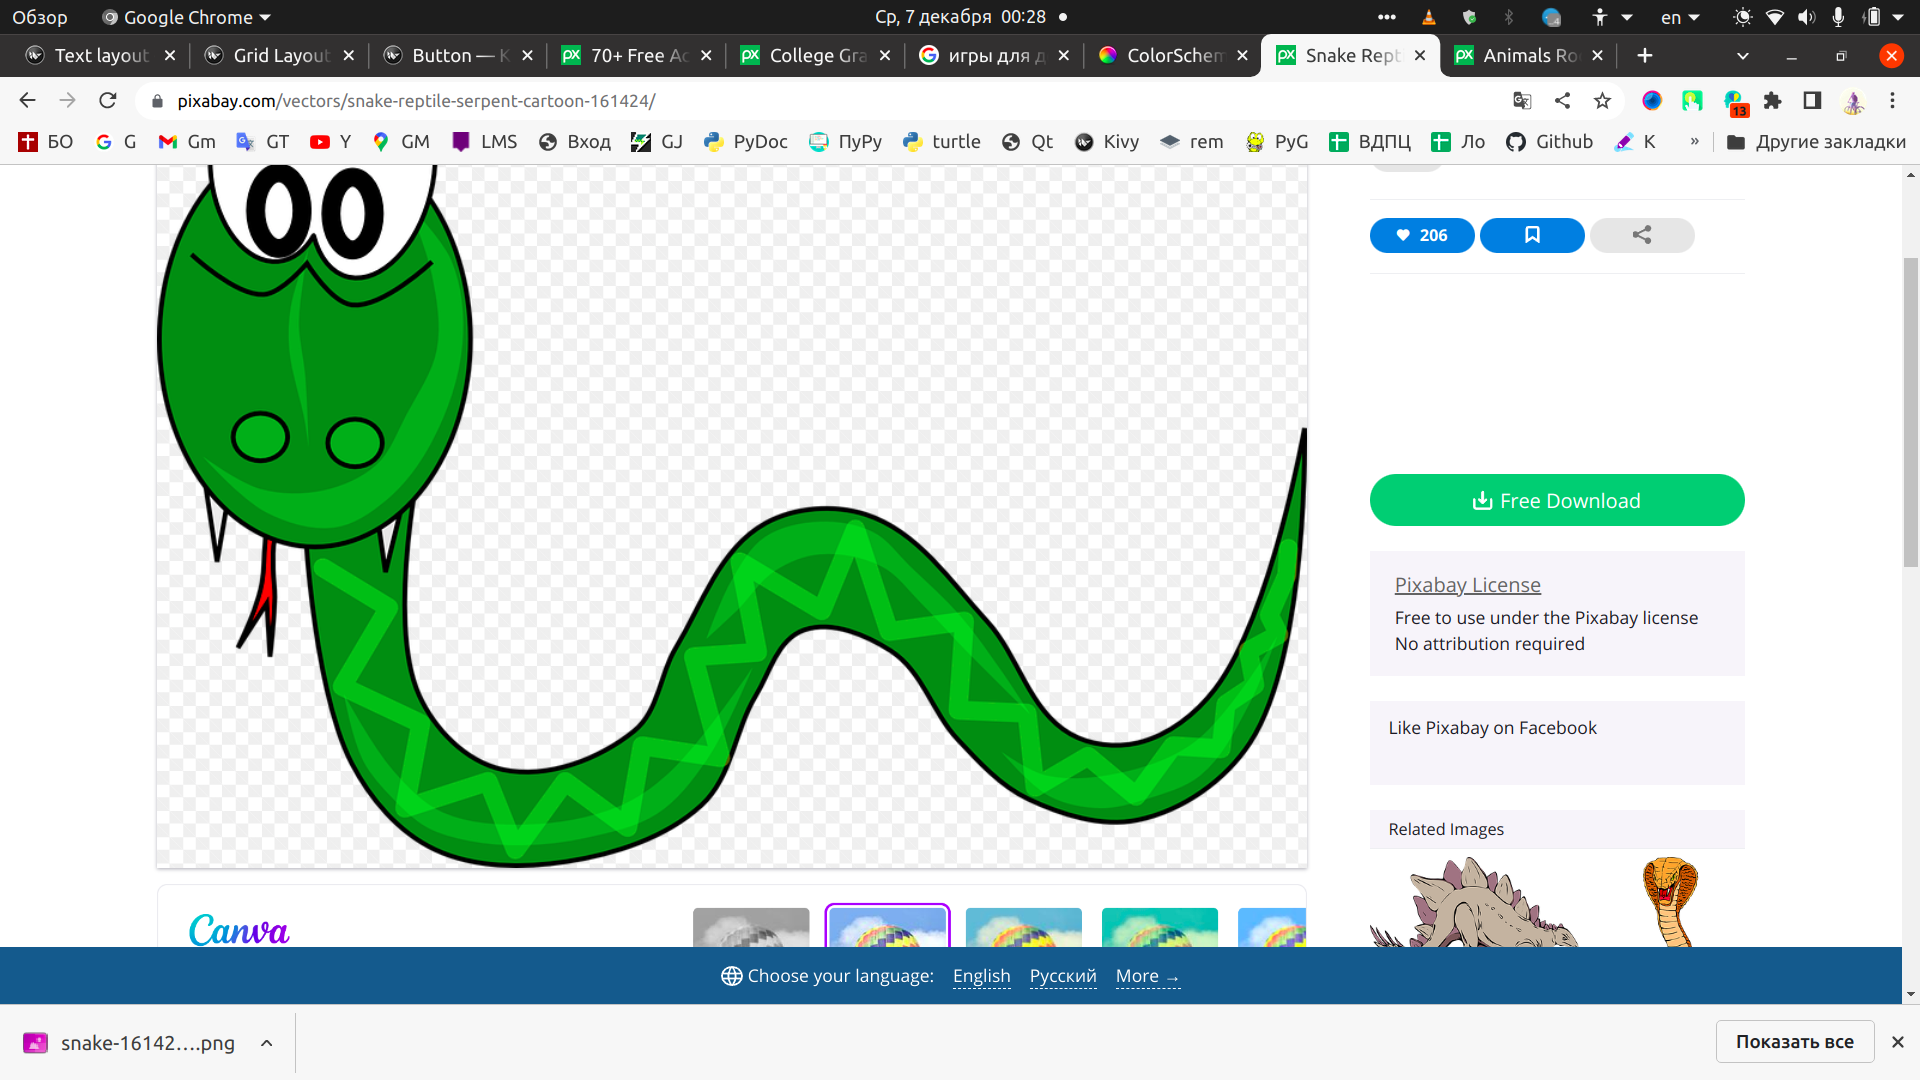 Обзор Google Chrome Ср, 7 декабря 00:28 en
Text layout Grid Layout Button — K 70+ Free Ac College Gra игры для д ColorSchem Snake Rept Animals Ro
pixabay.com/vectors/snake-reptile-serpent-cartoon-161424/ 13
БО G Gm GT Y GM LMS Вход GJ PyDoc ПуРу turtle Qt Kivy rem PyG ВДПЦ Ло Github К » Другие закладки
206
Free Download
Pixabay License
Free to use under the Pixabay license
No attribution required
Like Pixabay on Facebook
Related Images
Canva
Choose your language: English Русский More →
snake-16142....png Показать все